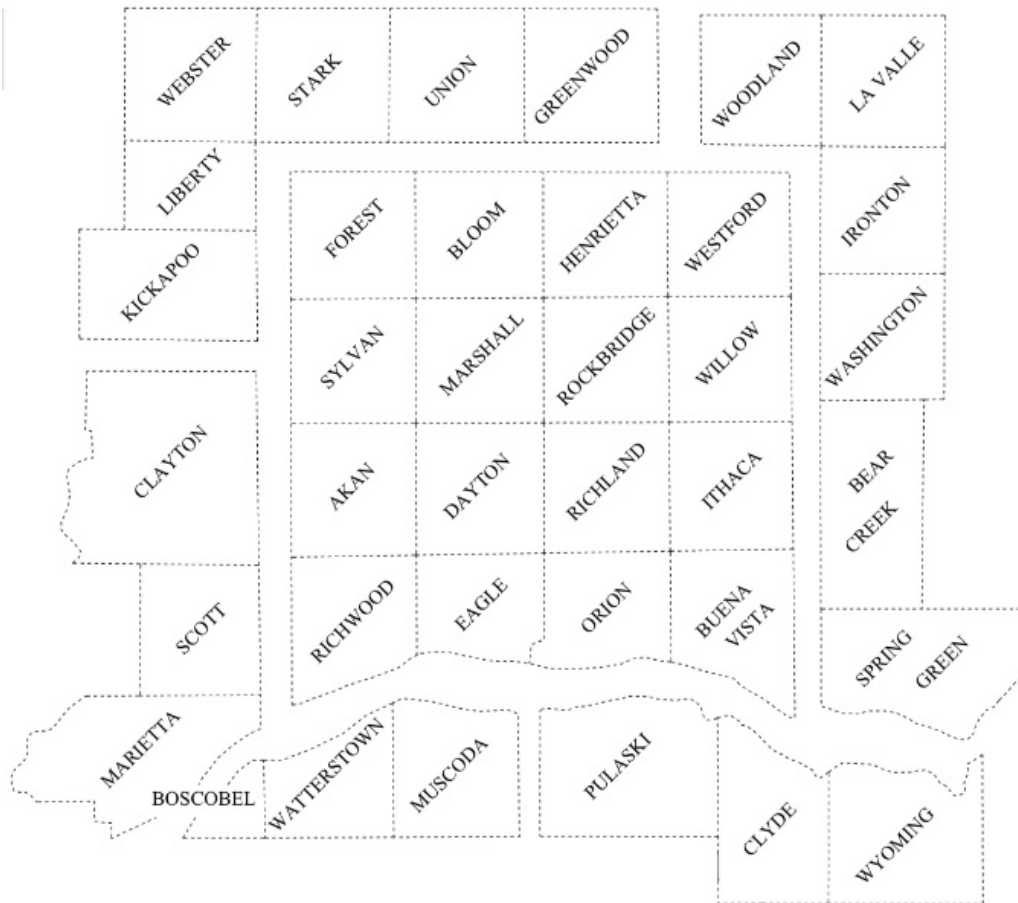 WEBSTER
STARK
UNION
GREENWOOD
WOODLAND
LA VALLE
LIBERTY
KICKAPOO
FOREST
BLOOM
HENRIETTA
WESTFORD
IRONTON
SYLVAN
MARSHALL
ROCKBRIDGE
WILLOW
WASHINGTON
CLAYTON
AKAN
DAYTON
RICHLAND
ITHACA
BEAR
CREEK
SCOTT
RICHWOOD
EAGLE
ORION
BUENA
VISTA
SPRING
GREEN
MARIETTA
BOSCOBEL
WATTERSTOWN
MUSCODA
PULASKI
CLYDE
WYOMING